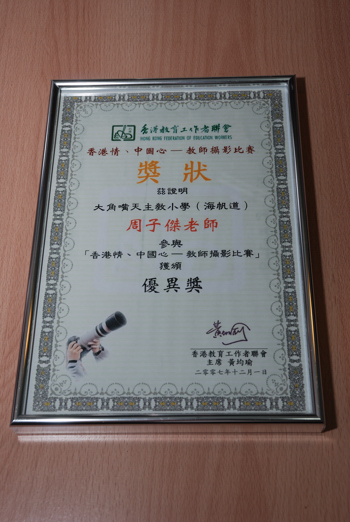 香港教育工作者聯會
HONG KONG FEDERATION OF EDUCATION WORKERS
香港情、中國心 — 教師攝影比賽
獎狀
茲證明
大角嘴天主教小學（海帆道）
周子傑老師
參與
「香港情、中國心 — 教師攝影比賽」
獲頒
優異獎
香港教育工作者聯會
主席 黃均瑜
二零零七年十二月一日